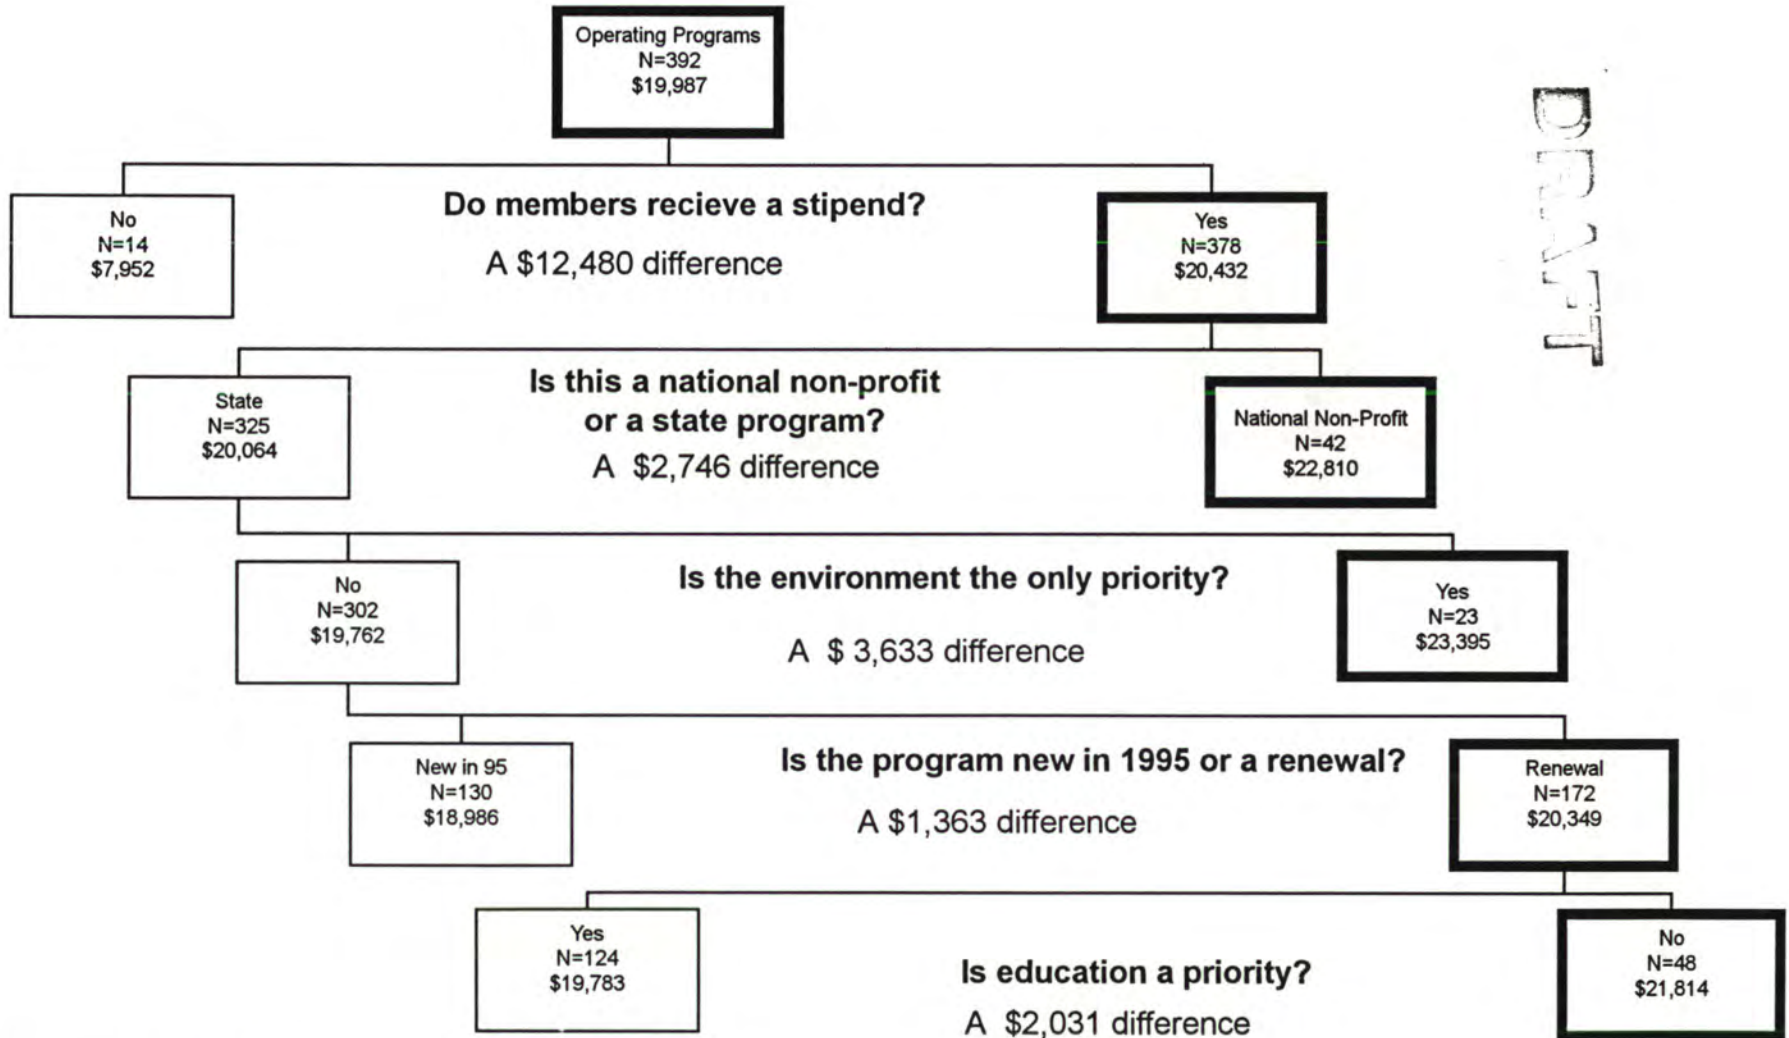 Operating Programs
N=392
$19,987
DRAFT
Do members recieve a stipend?
A $12,480 difference
No
N=14
$7,952
Yes
N=378
$20,432
Is this a national non-profit
or a state program?
A $2,746 difference
State
N=325
$20,064
National Non-Profit
N=42
$22,810
Is the environment the only priority?
A $ 3,633 difference
No
N=302
$19,762
Yes
N=23
$23,395
Is the program new in 1995 or a renewal?
A $1,363 difference
New in 95
N=130
$18,986
Renewal
N=172
$20,349
Is education a priority?
A $2,031 difference
Yes
N=124
$19,783
No
N=48
$21,814